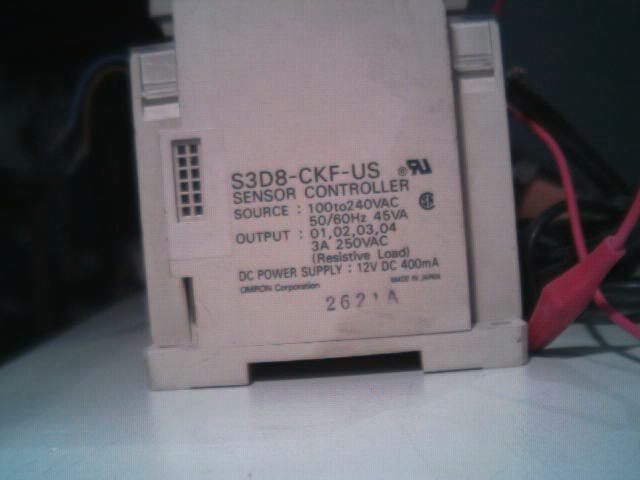 S3D8-CKF-US
SENSOR CONTROLLER
SOURCE : 100to240VAC
50/60Hz 45VA
OUTPUT : 01,02,03,04
3A 250VAC
(Resistive Load)
DC POWER SUPPLY : 12V DC 400mA
OMRON Corporation MADE IN JAPAN
2621A